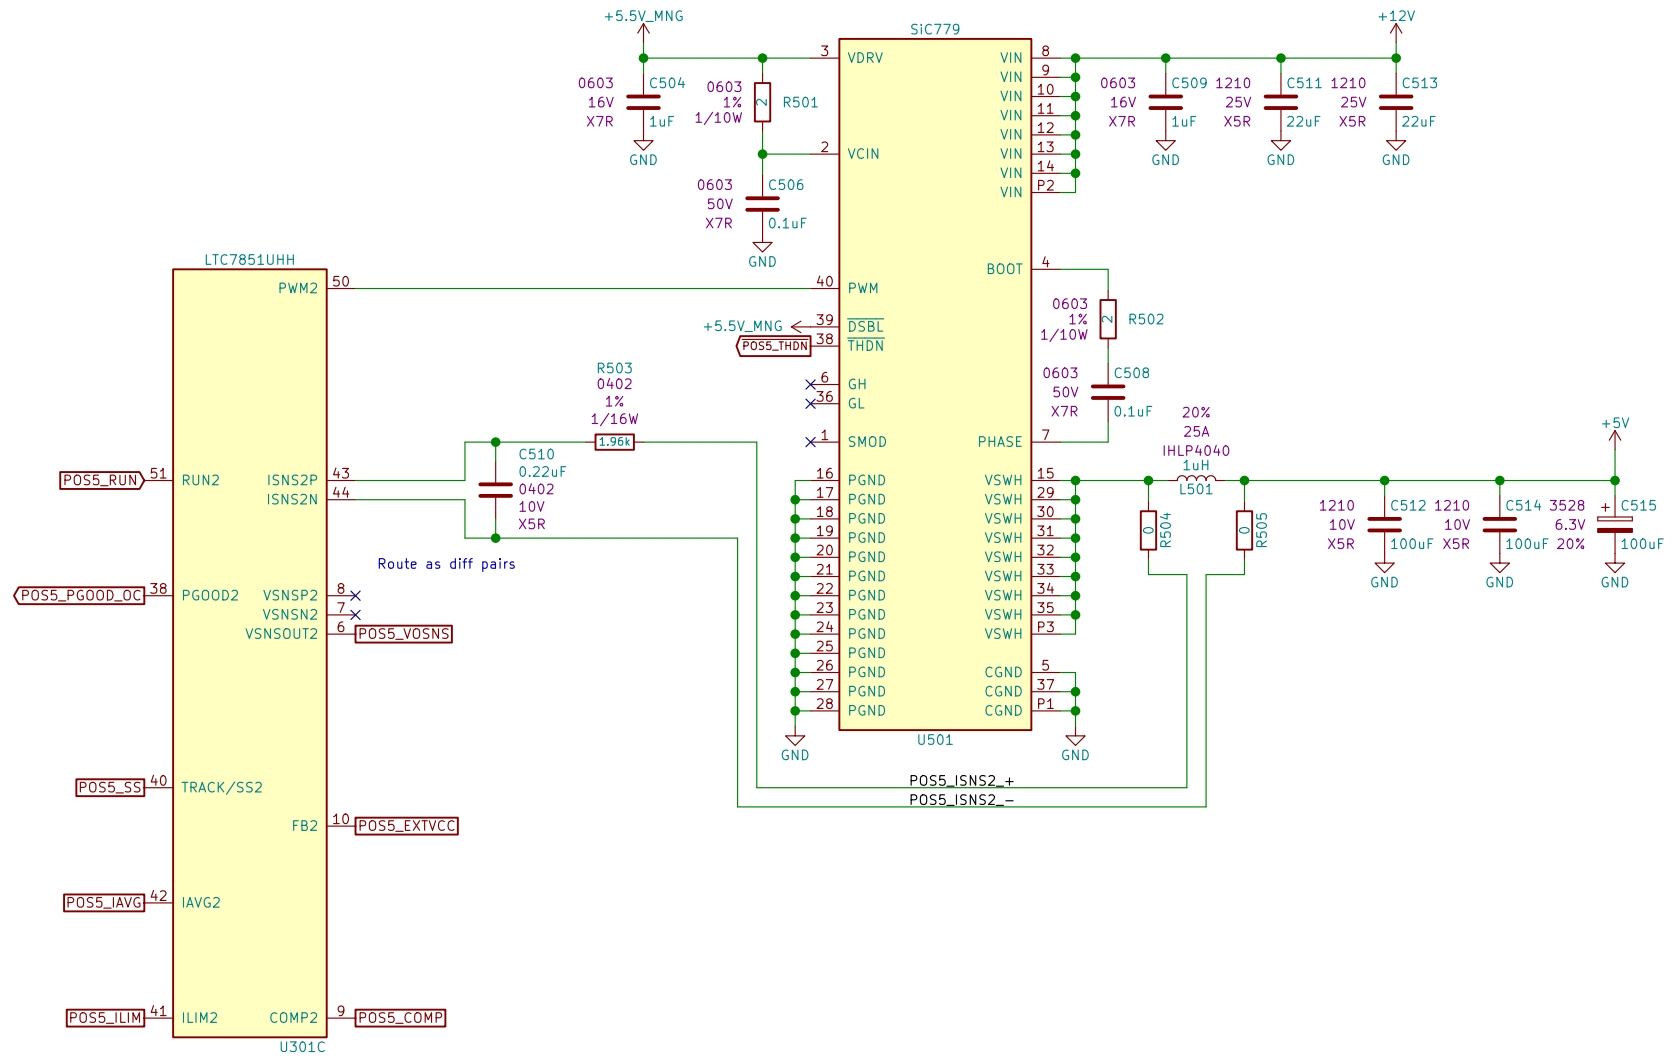 +5.5V_MNG
SiC779
+12V
3 VDRV
VIN 8
VIN 9
VIN 10
VIN 11
VIN 12
VIN 13
VIN 14
VIN P2
0603
16V
X7R
C504
1uF
GND
0603
1%
1/10W
2
R501
2 VCIN
0603
50V
X7R
C506
0.1uF
GND
0603
16V
X7R
C509
1uF
GND
1210
25V
X5R
C511
22uF
GND
1210
25V
X5R
C513
22uF
GND
LTC7851UHH
PWM2 50
40 PWM
BOOT 4
0603
1%
1/10W
2
R502
+5.5V_MNG
39 DSBL
POS5_THDN
38 THDN
6 GH
36 GL
1 SMOD
0603
50V
X7R
C508
0.1uF
PHASE 7
R503
0402
1%
1/16W
1.96k
C510
0.22uF
0402
10V
X5R
20%
25A
IHLP4040
1uH
L501
+5V
POS5_RUN
51 RUN2
ISNS2P 43
ISNS2N 44
16 PGND
17 PGND
18 PGND
19 PGND
20 PGND
21 PGND
22 PGND
23 PGND
24 PGND
25 PGND
26 PGND
27 PGND
28 PGND
GND
VSWH 15
VSWH 29
VSWH 30
VSWH 31
VSWH 32
VSWH 33
VSWH 34
VSWH 35
VSWH P3
CGND 5
CGND 37
CGND P1
GND
U501
0
R504
0
R505
1210
10V
X5R
C512
100uF
GND
1210
10V
X5R
C514
100uF
GND
3528
6.3V
20%
+
C515
100uF
GND
Route as diff pairs
POS5_PGOOD_OC
38 PGOOD2
VSNSP2 8
VSNSN2 7
VSNSOUT2 6
POS5_VOSNS
POS5_ISNS2_+
POS5_ISNS2_-
POS5_SS
40 TRACK/SS2
FB2 10
POS5_EXTVCC
POS5_IAVG
42 IAVG2
POS5_ILIM
41 ILIM2
COMP2 9
POS5_COMP
U301C